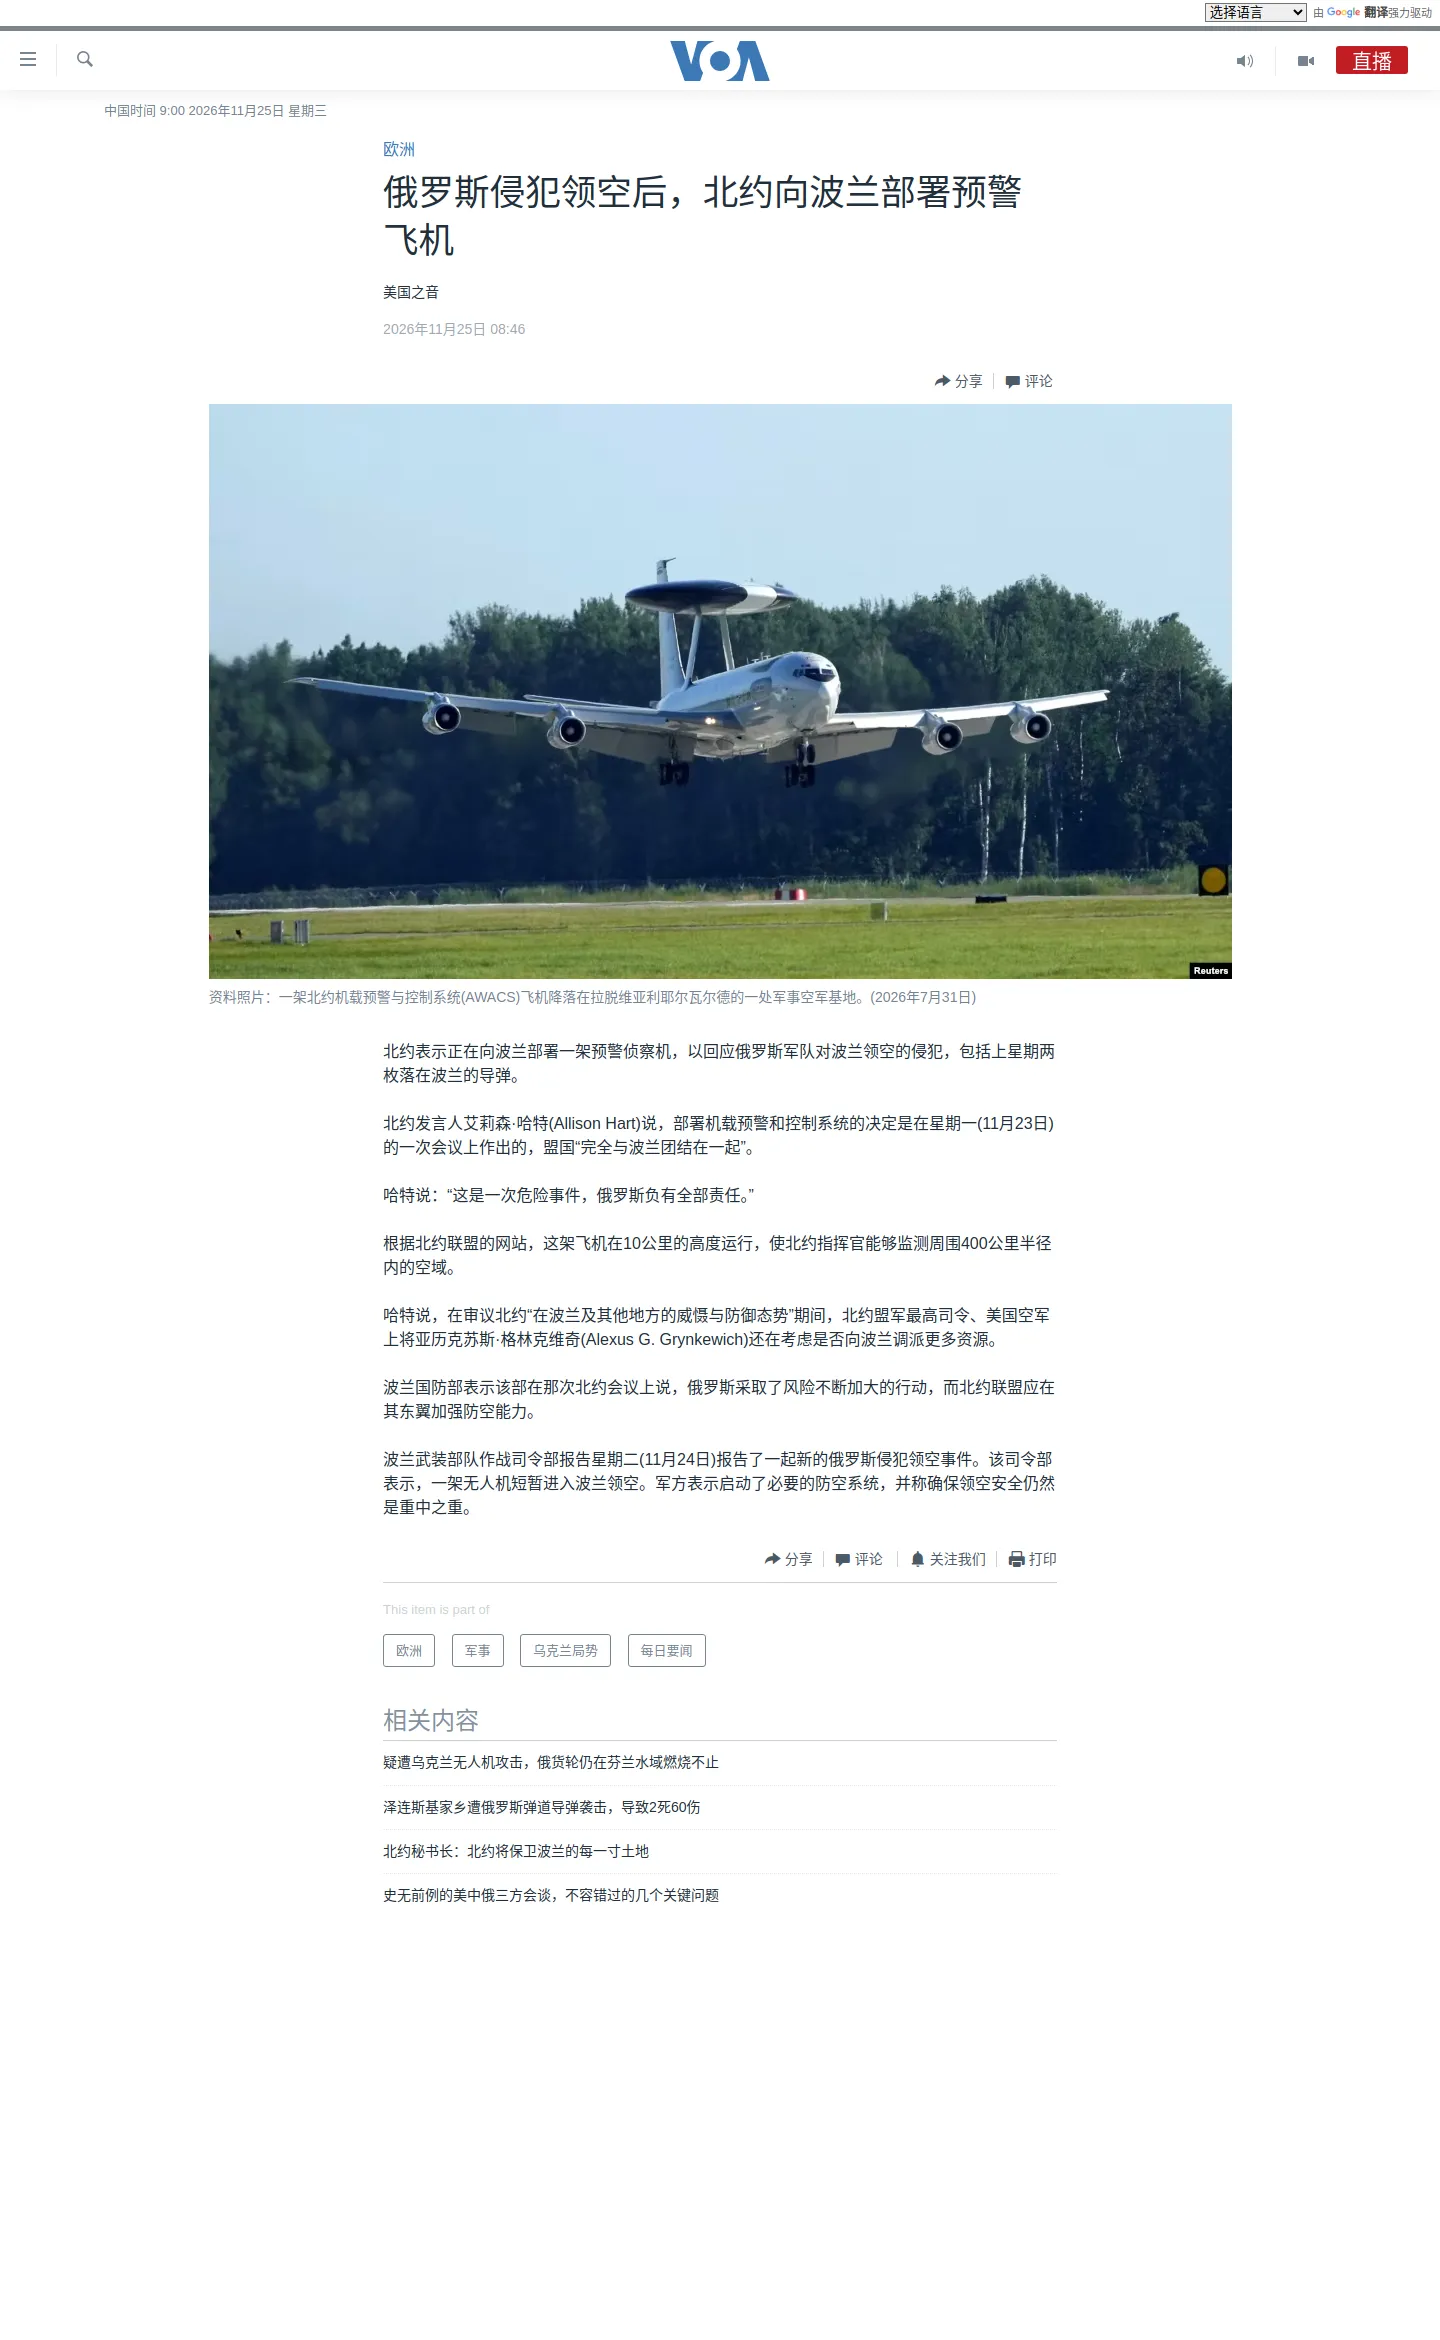 选择语言
由 Google 翻译强力驱动
VOA
直播
中国时间 9:00 2026年11月25日 星期三
欧洲
俄罗斯侵犯领空后，北约向波兰部署预警
飞机
美国之音
2026年11月25日 08:46
分享
评论
Reuters
资料照片：一架北约机载预警与控制系统(AWACS)飞机降落在拉脱维亚利耶尔瓦尔德的一处军事空军基地。(2026年7月31日)
北约表示正在向波兰部署一架预警侦察机，以回应俄罗斯军队对波兰领空的侵犯，包括上星期两
枚落在波兰的导弹。
北约发言人艾莉森·哈特(Allison Hart)说，部署机载预警和控制系统的决定是在星期一(11月23日)
的一次会议上作出的，盟国“完全与波兰团结在一起”。
哈特说：“这是一次危险事件，俄罗斯负有全部责任。”
根据北约联盟的网站，这架飞机在10公里的高度运行，使北约指挥官能够监测周围400公里半径
内的空域。
哈特说，在审议北约“在波兰及其他地方的威慑与防御态势”期间，北约盟军最高司令、美国空军
上将亚历克苏斯·格林克维奇(Alexus G. Grynkewich)还在考虑是否向波兰调派更多资源。
波兰国防部表示该部在那次北约会议上说，俄罗斯采取了风险不断加大的行动，而北约联盟应在
其东翼加强防空能力。
波兰武装部队作战司令部报告星期二(11月24日)报告了一起新的俄罗斯侵犯领空事件。该司令部
表示，一架无人机短暂进入波兰领空。军方表示启动了必要的防空系统，并称确保领空安全仍然
是重中之重。
分享
评论
关注我们
打印
This item is part of
欧洲
军事
乌克兰局势
每日要闻
相关内容
疑遭乌克兰无人机攻击，俄货轮仍在芬兰水域燃烧不止
泽连斯基家乡遭俄罗斯弹道导弹袭击，导致2死60伤
北约秘书长：北约将保卫波兰的每一寸土地
史无前例的美中俄三方会谈，不容错过的几个关键问题